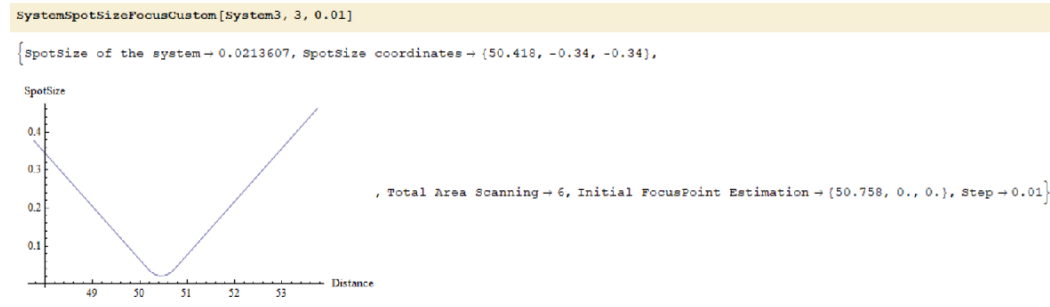 SystemSpotSizeFocusCustom[System3, 3, 0.01]
{SpotSize of the system → 0.0213607, SpotSize coordinates → {50.418, -0.34, -0.34},
SpotSize
0.4
0.3
, Total Area Scanning → 6, Initial FocusPoint Estimation → {50.758, 0., 0.}, Step → 0.01}
0.2
0.1
Distance
49 50 51 52 53